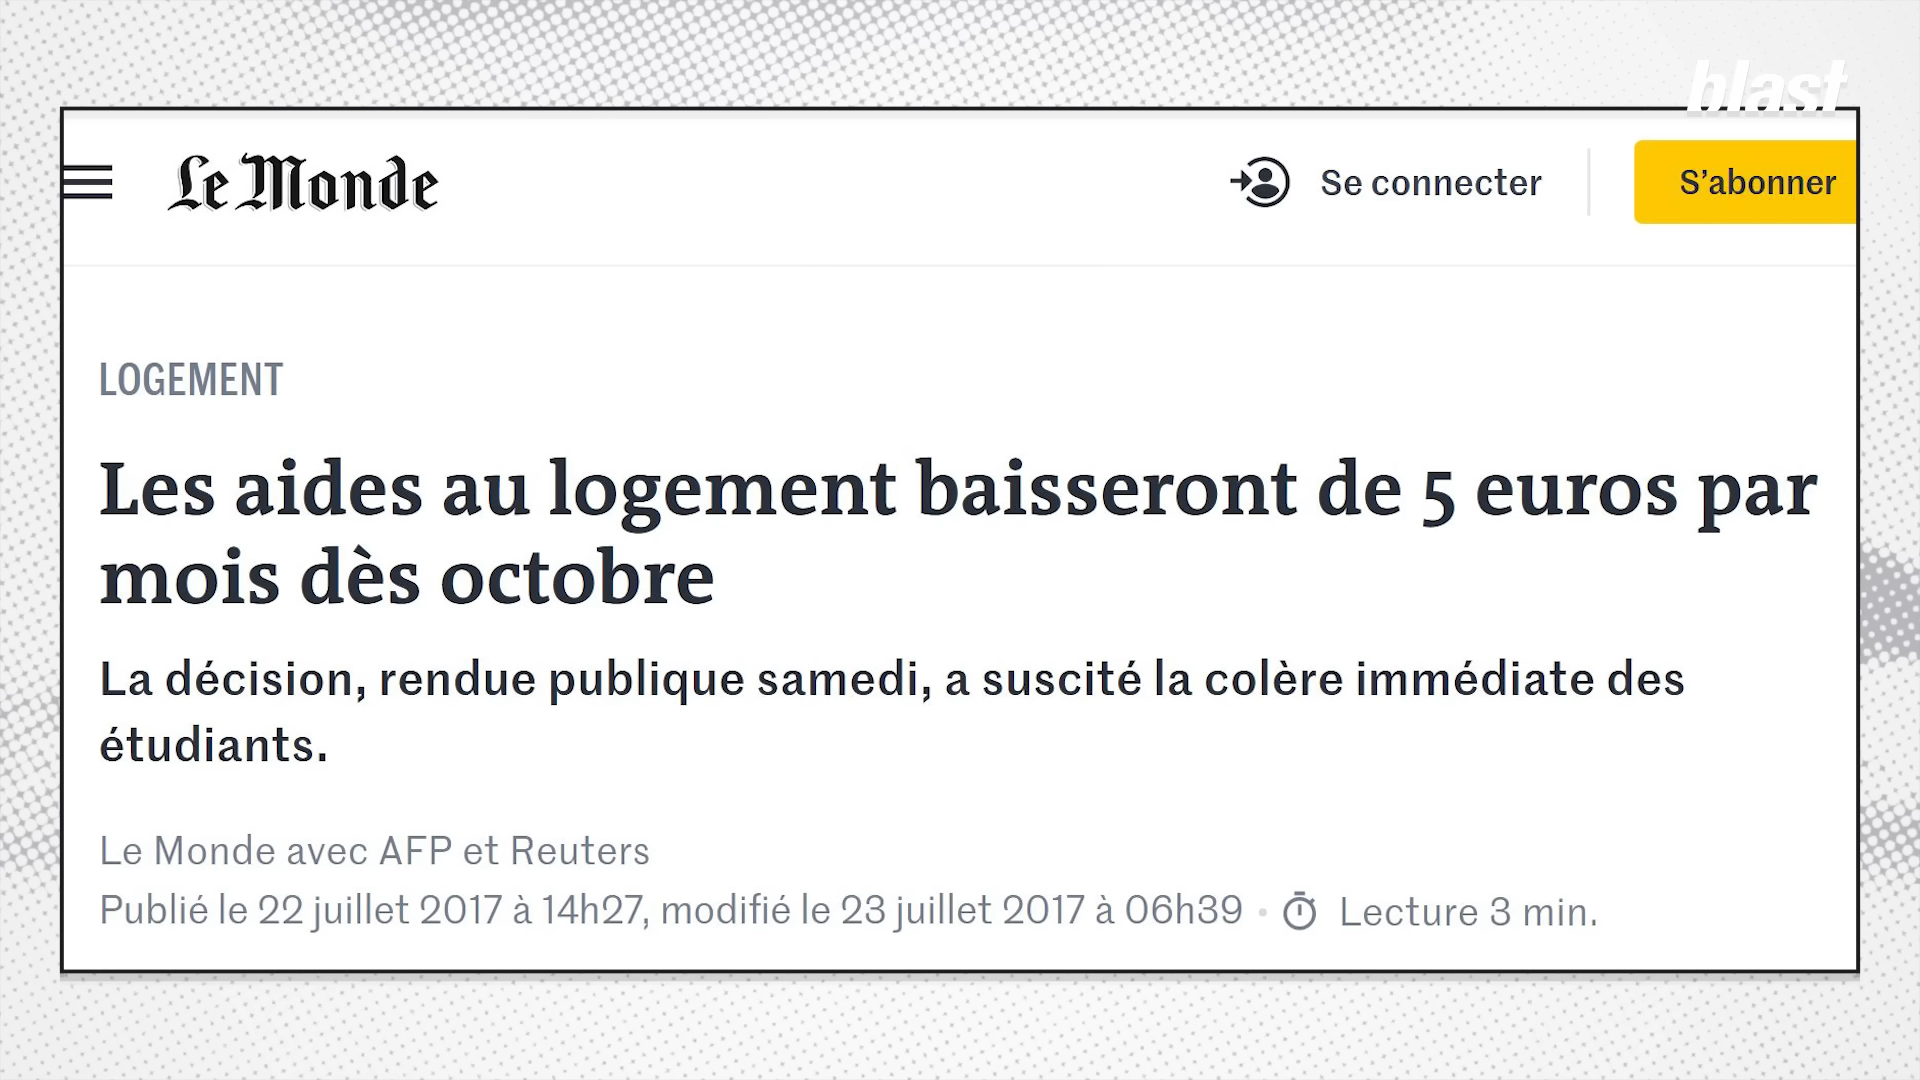 blast
Le Monde
Se connecter
S'abonner
LOGEMENT
Les aides au logement baisseront de 5 euros par
mois dès octobre
La décision, rendue publique samedi, a suscité la colère immédiate des
étudiants.
Le Monde avec AFP et Reuters
Publié le 22 juillet 2017 à 14h27, modifié le 23 juillet 2017 à 06h39 • Lecture 3 min.